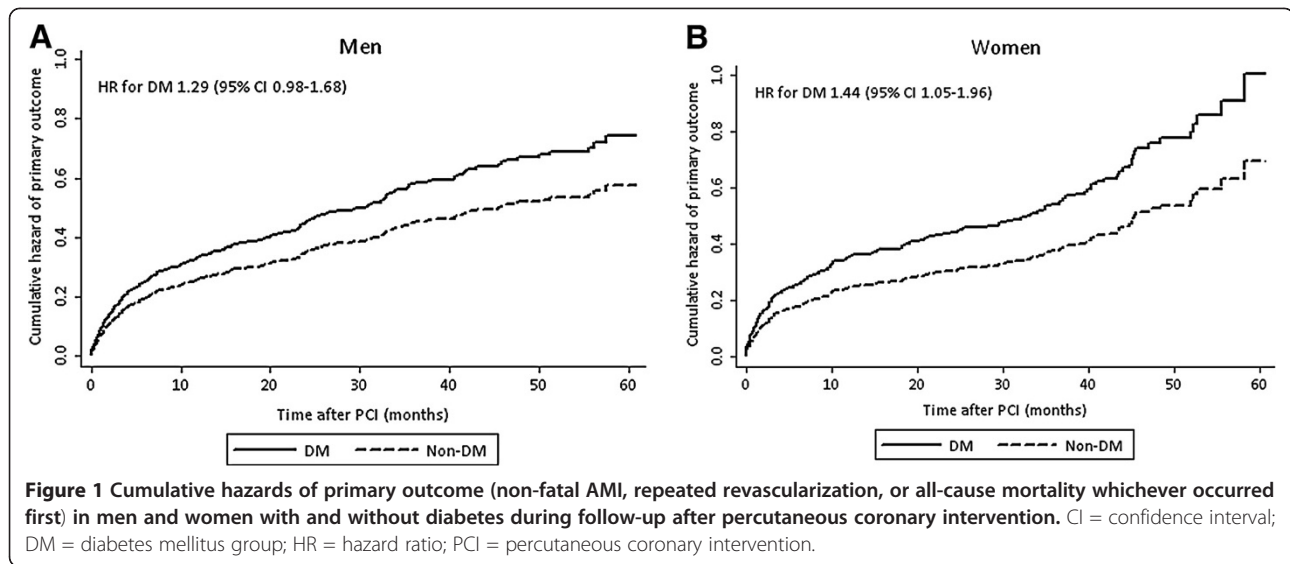 A
Men
HR for DM 1.29 (95% CI 0.98-1.68)
Cumulative hazard of primary outcome
1.0
0.8
0.6
0.4
0.2
0.0
0 10 20 30 40 50 60
Time after PCI (months)
DM Non-DM
B
Women
HR for DM 1.44 (95% CI 1.05-1.96)
Cumulative hazard of primary outcome
1.0
0.8
0.6
0.4
0.2
0.0
0 10 20 30 40 50 60
Time after PCI (months)
DM Non-DM
Figure 1 Cumulative hazards of primary outcome (non-fatal AMI, repeated revascularization, or all-cause mortality whichever occurred
first) in men and women with and without diabetes during follow-up after percutaneous coronary intervention. CI = confidence interval;
DM = diabetes mellitus group; HR = hazard ratio; PCI = percutaneous coronary intervention.